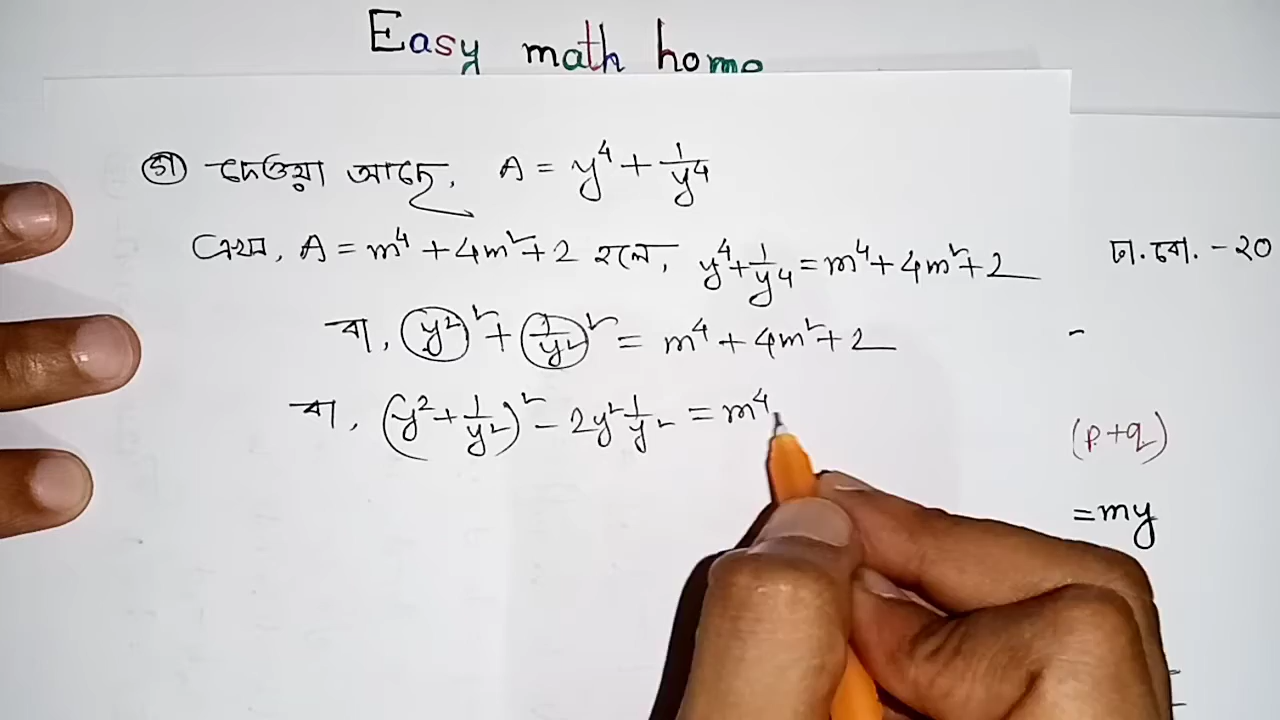 Easy math home
গ) দেওয়া আছে, A = y⁴ + 1/y⁴
এখন, A = m⁴ + 4m² + 2 হলে, y⁴ + 1/y⁴ = m⁴ + 4m² + 2
ঢা. বো. - ২০
বা, (y²)² + (1/y²)² = m⁴ + 4m² + 2
বা, (y² + 1/y²)² - 2y² 1/y² = m⁴
(p+q)
= my